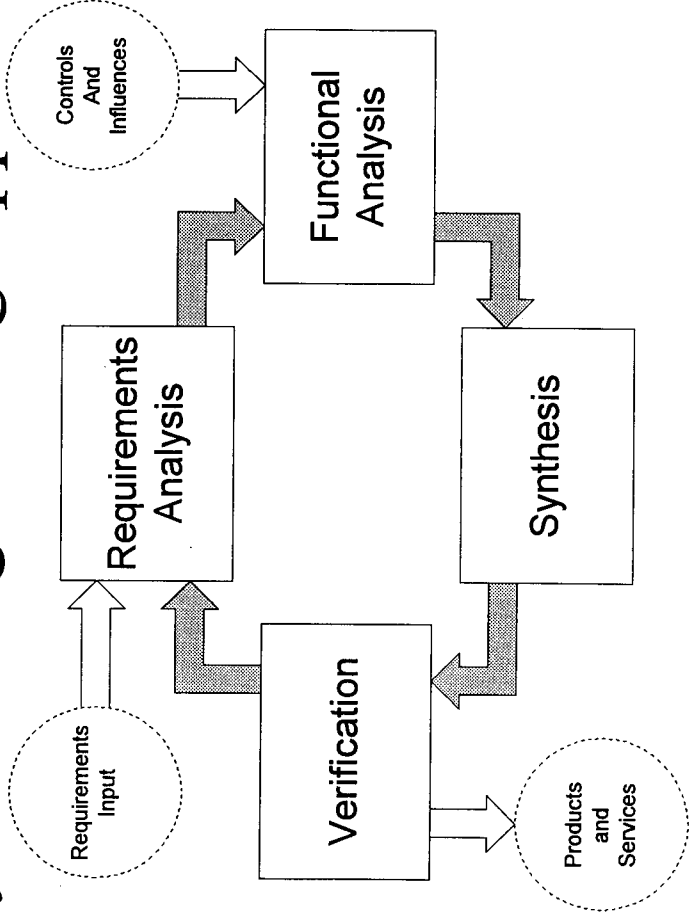 Requirements
Input
Requirements
Analysis
Controls
And
Influences
Functional
Analysis
Synthesis
Verification
Products
and
Services